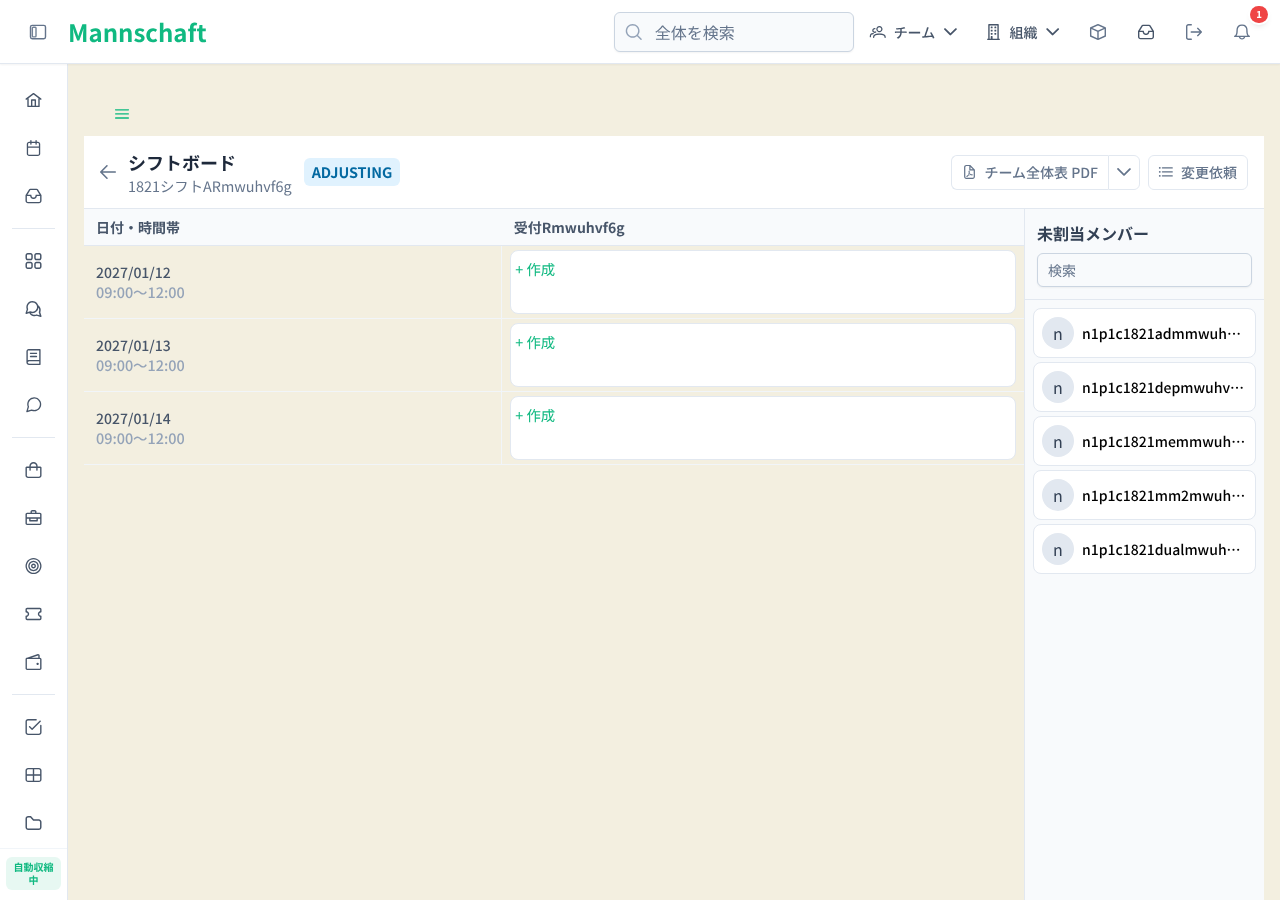 Mannschaft
全体を検索
チーム
組織
1
シフトボード
1821シフトARmwuhvf6g
ADJUSTING
チーム全体表 PDF
変更依頼
日付・時間帯
受付Rmwuhvf6g
未割当メンバー
検索
2027/01/12
09:00〜12:00
+ 作成
2027/01/13
09:00〜12:00
+ 作成
2027/01/14
09:00〜12:00
+ 作成
n n1p1c1821admmwuh…
n n1p1c1821depmwuhv…
n n1p1c1821memmwuh…
n n1p1c1821mm2mwuh…
n n1p1c1821dualmwuh…
自動収縮
中